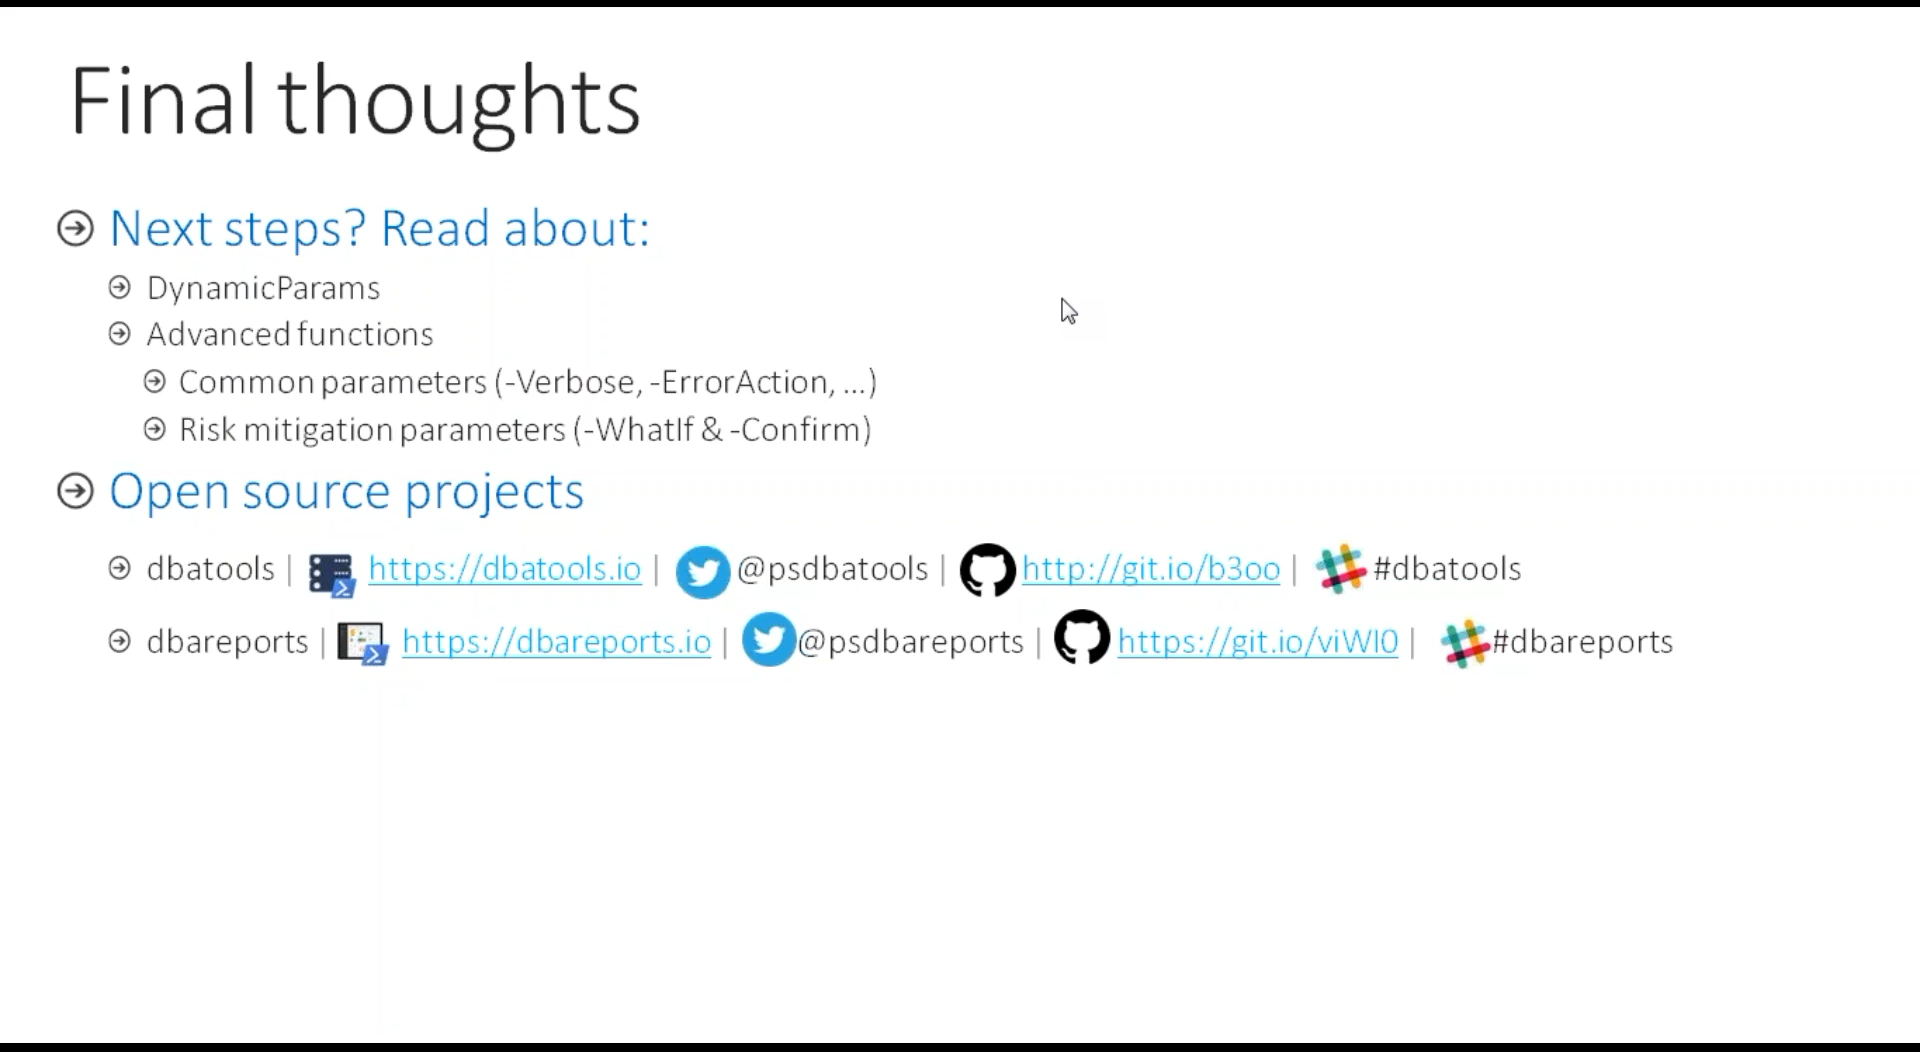 Final thoughts
Next steps? Read about:
DynamicParams
Advanced functions
Common parameters (-Verbose, -ErrorAction, ...)
Risk mitigation parameters (-WhatIf & -Confirm)
Open source projects
dbatools | https://dbatools.io | @psdbatools | http://git.io/b3oo | #dbatools
dbareports | https://dbareports.io | @psdbareports | https://git.io/viWI0 | #dbareports